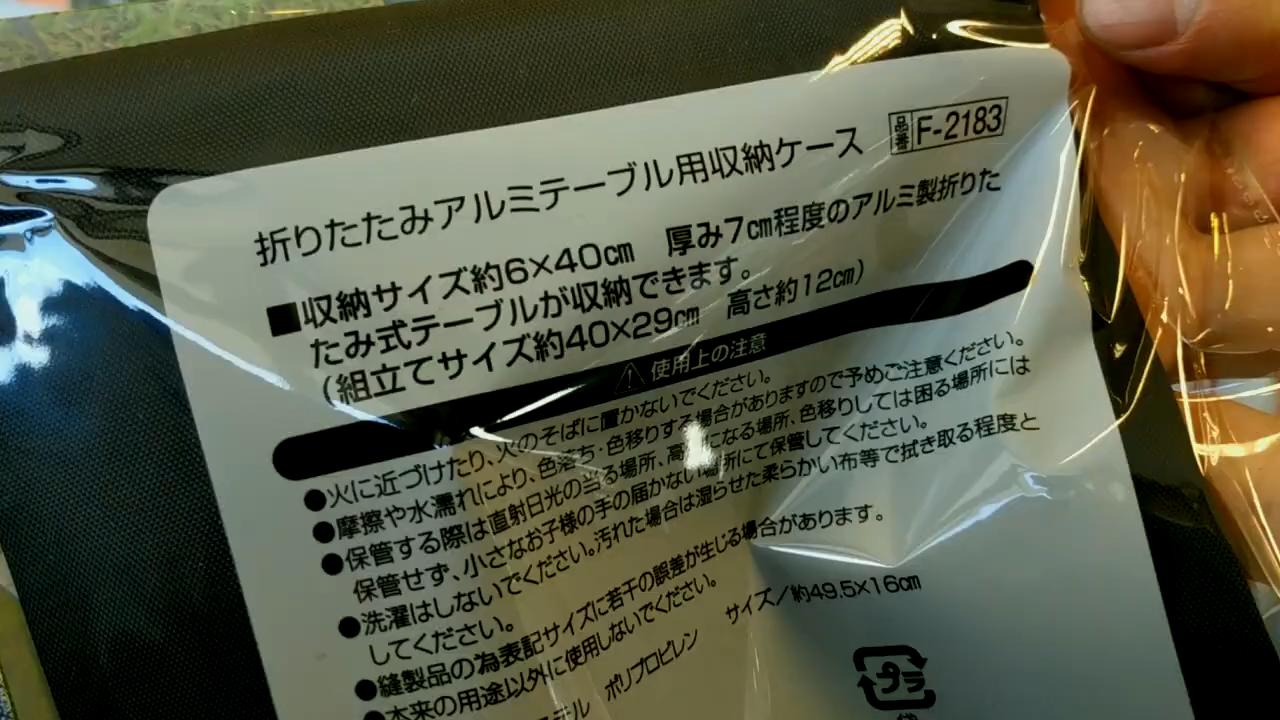 折りたたみアルミテーブル用収納ケース 品番 F-2183
■収納サイズ約6×40㎝ 厚み7㎝程度のアルミ製折りた
たみ式テーブルが収納できます。
(組立てサイズ約40×29㎝ 高さ約12㎝)
使用上の注意
●火に近づけたり、火のそばに置かないでください。
●摩擦や水濡れにより、色落ち・色移りする場合がありますので予めご注意ください。
●保管する際は直射日光の当る場所、高温になる場所、色移りしては困る場所には
保管せず、小さなお子様の手の届かない場所にて保管してください。
●洗濯はしないでください。汚れた場合は湿らせた柔らかい布等で拭き取る程度と
してください。
●縫製品の為表記サイズに若干の誤差が生じる場合があります。
●本来の用途以外に使用しないでください。
ステル ポリプロピレン サイズ/約49.5×16㎝
プラ
袋